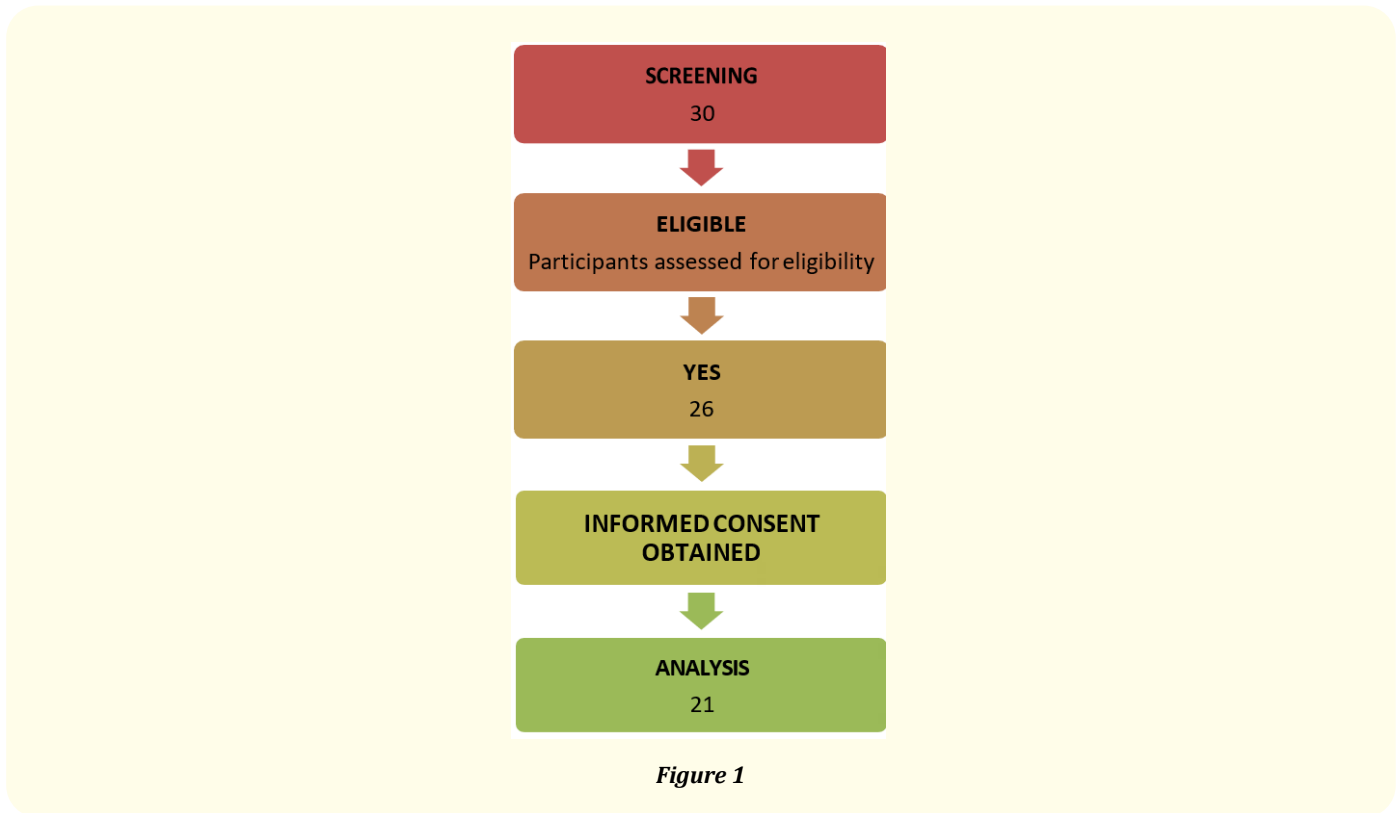 SCREENING
30
ELIGIBLE
Participants assessed for eligibility
YES
26
INFORMED CONSENT
OBTAINED
ANALYSIS
21
Figure 1